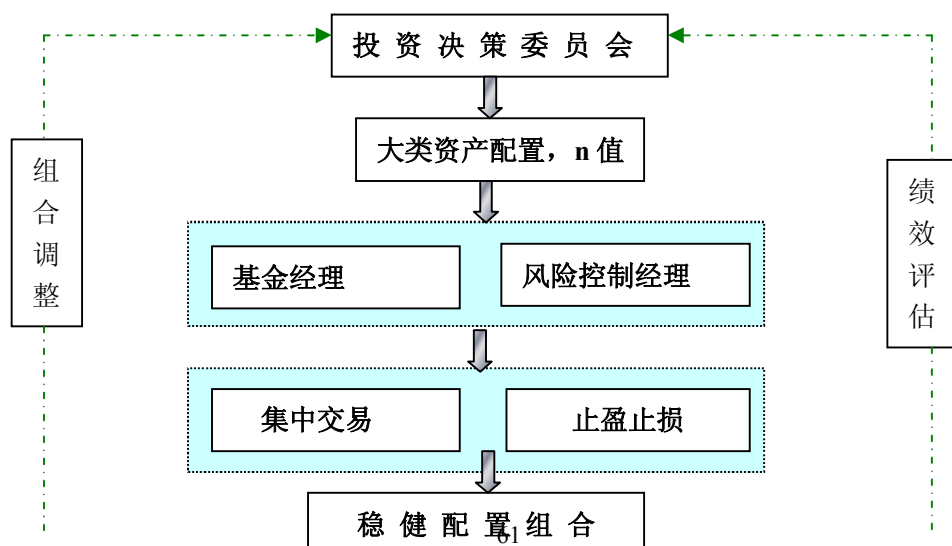 投资决策委员会
大类资产配置，n 值
组合调整
绩效评估
基金经理
风险控制经理
集中交易
止盈止损
稳健配置组合
61